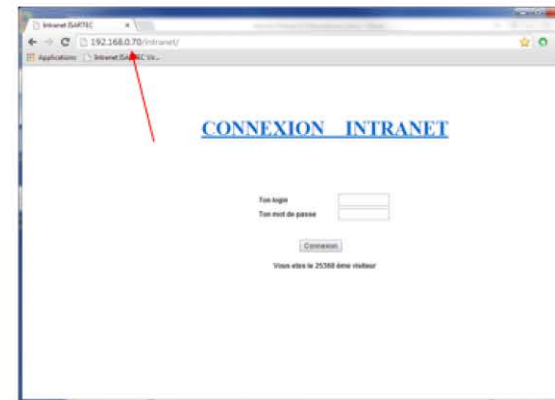 Intranet ISARTEC
192.168.0.70/intranet/
Applications
CONNEXION INTRANET
Ton login
Ton mot de passe
Connexion
Vous etes le 25368 ème visiteur